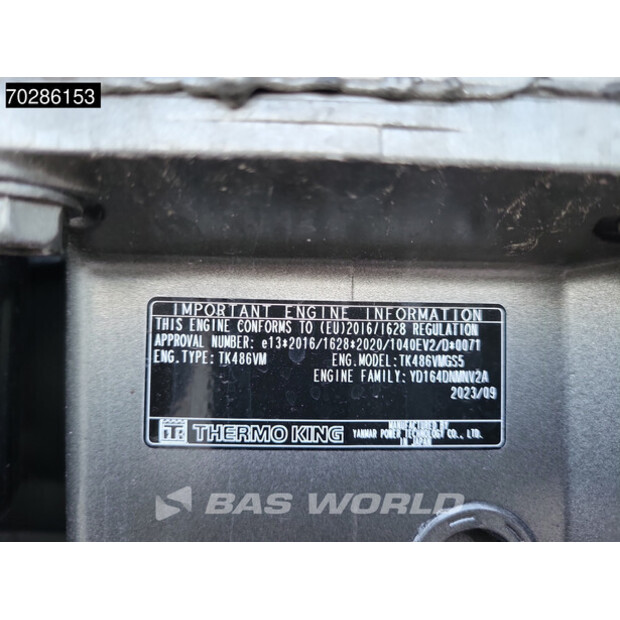 70286153
IMPORTANT ENGINE INFORMATION
THIS ENGINE CONFORMS TO (EU)2016/1628 REGULATION
APPROVAL NUMBER: e13*2016/1628*2020/1040EV2/D*0071
ENG.TYPE: TK486VM ENG.MODEL:TK486VMGS5
ENGINE FAMILY: YD164DNMNV2A
2023/09
THERMO KING
MANUFACTURED BY
YANMAR POWER TECHNOLOGY CO., LTD.
IN JAPAN
BAS WORLD